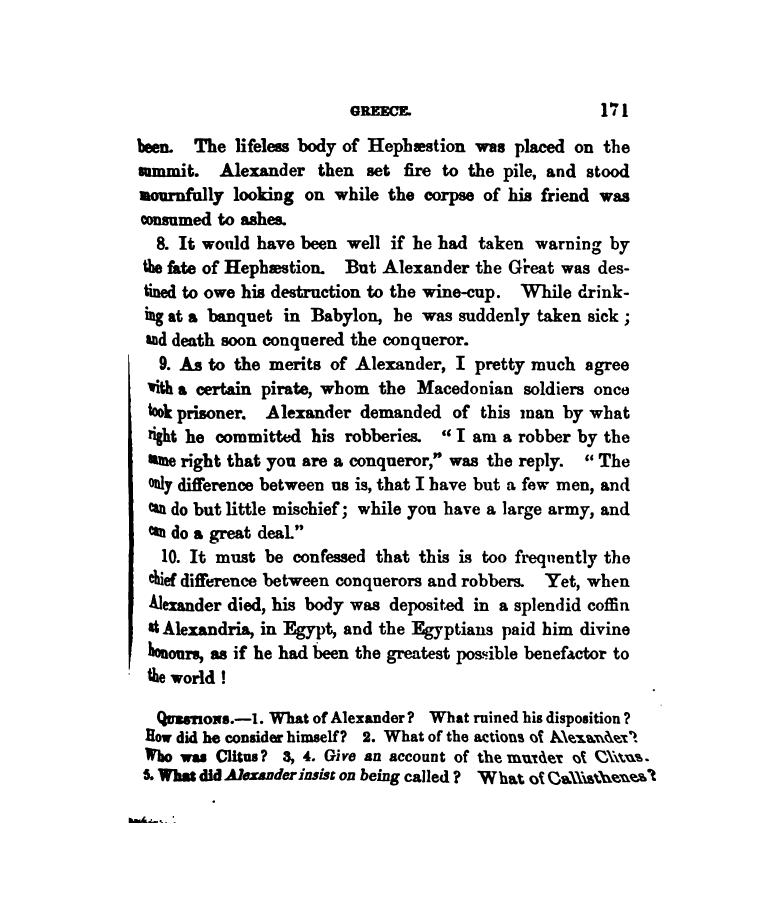 GREECE. 171
been. The lifeless body of Hephæstion was placed on the
summit. Alexander then set fire to the pile, and stood
mournfully looking on while the corpse of his friend was
consumed to ashes.
8. It would have been well if he had taken warning by
the fate of Hephæstion. But Alexander the Great was des-
tined to owe his destruction to the wine-cup. While drink-
ing at a banquet in Babylon, he was suddenly taken sick ;
and death soon conquered the conqueror.
9. As to the merits of Alexander, I pretty much agree
with a certain pirate, whom the Macedonian soldiers once
took prisoner. Alexander demanded of this man by what
right he committed his robberies. “ I am a robber by the
same right that you are a conqueror,” was the reply. “ The
only difference between us is, that I have but a few men, and
can do but little mischief ; while you have a large army, and
can do a great deal.”
10. It must be confessed that this is too frequently the
chief difference between conquerors and robbers. Yet, when
Alexander died, his body was deposited in a splendid coffin
at Alexandria, in Egypt, and the Egyptians paid him divine
honours, as if he had been the greatest possible benefactor to
the world !
QUESTIONS.—1. What of Alexander ? What ruined his disposition ?
How did he consider himself ? 2. What of the actions of Alexander ?
Who was Clitus ? 3, 4. Give an account of the murder of Clitus.
5. What did Alexander insist on being called ? What of Callisthenes ?